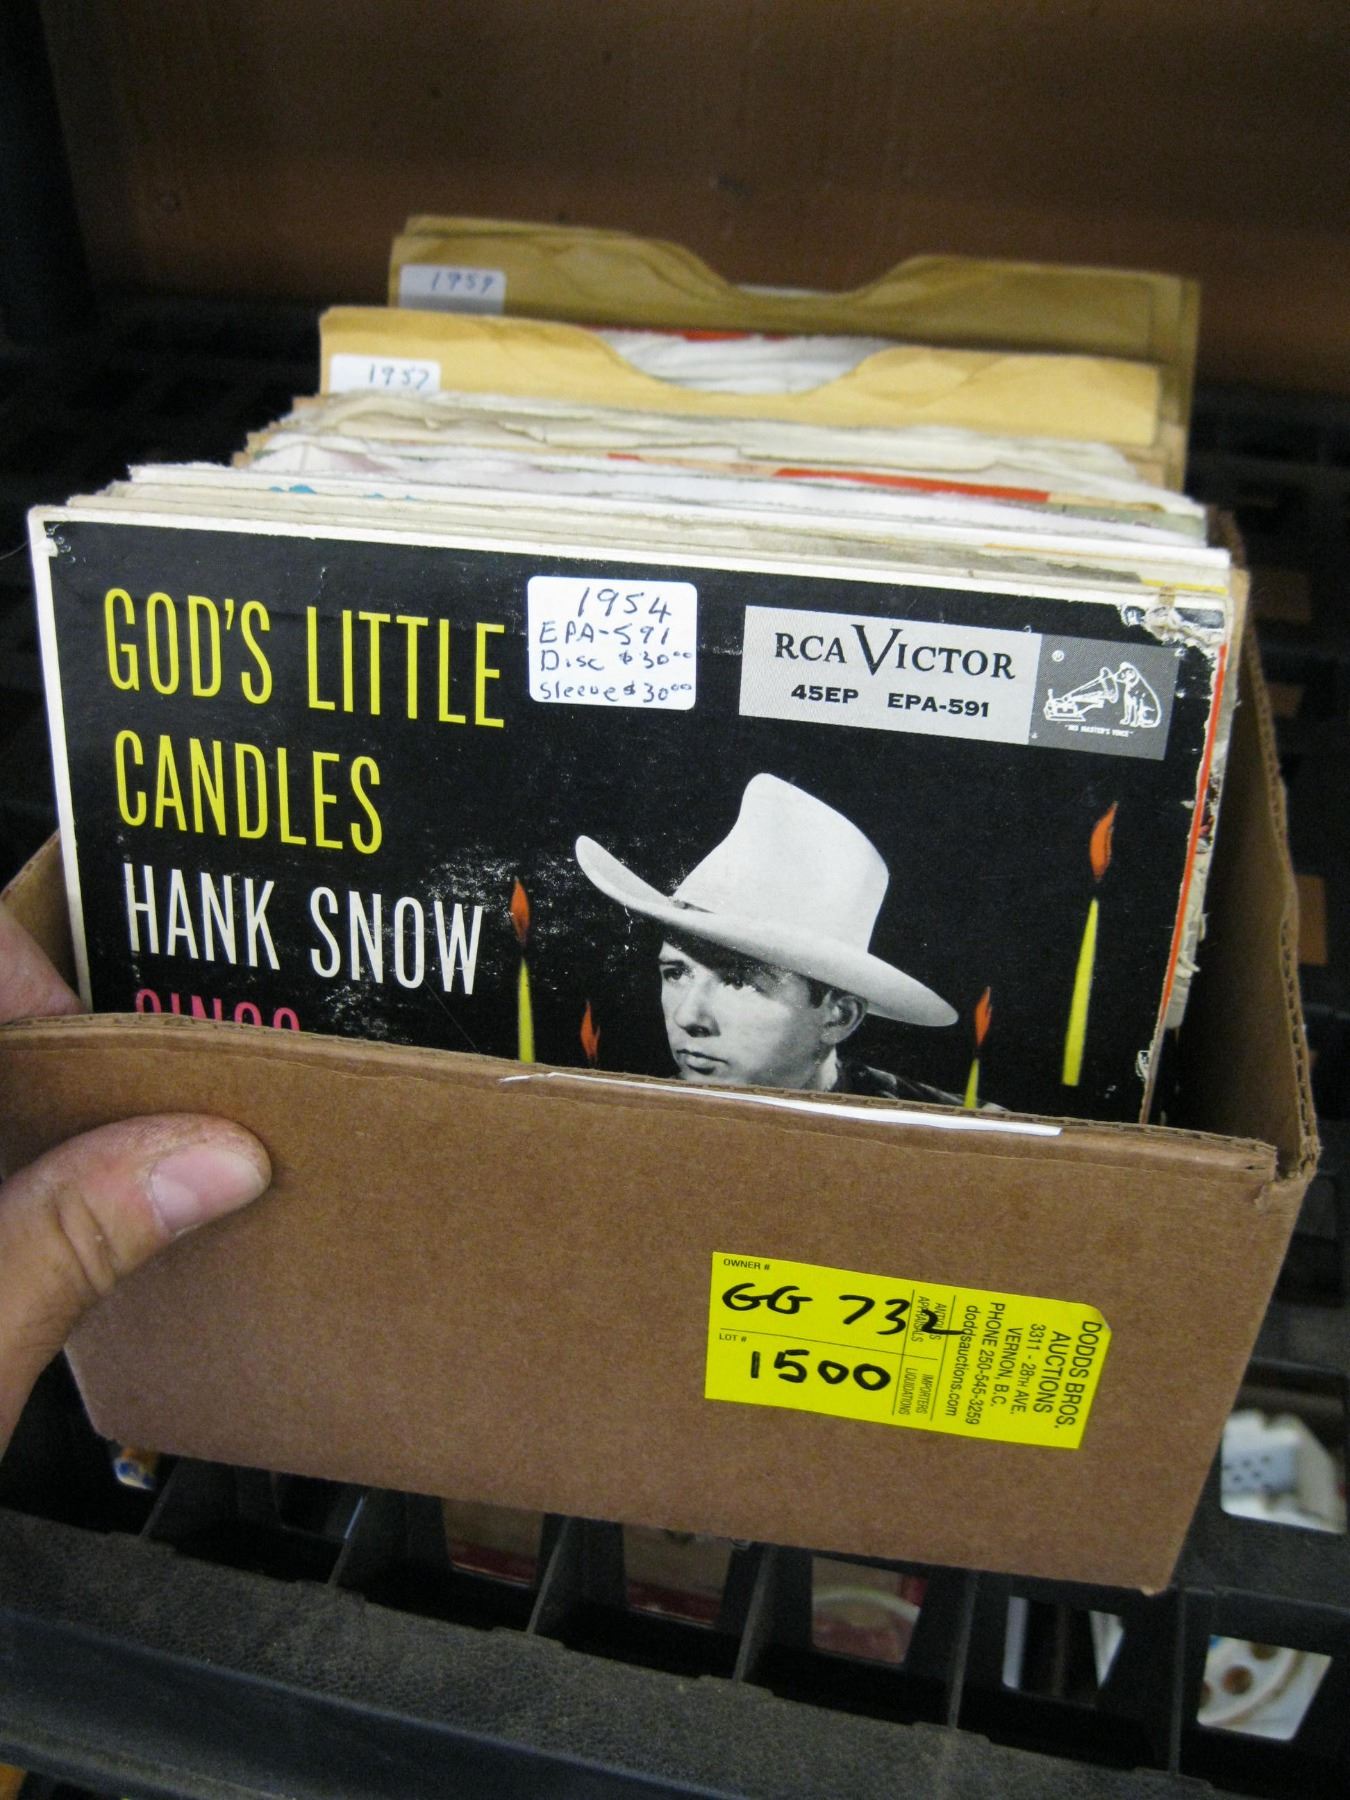 1959
1957
GOD'S LITTLE
CANDLES
HANK SNOW
1954
EPA-591
Disc $30.00
Sleeve $30.00
RCA VICTOR
45EP EPA-591
®
"HIS MASTER'S VOICE"
OWNER #
GG 732
LOT #
1500
ANTIQUES
APPRAISALS
IMPORTERS
LIQUIDATIONS
DODDS BROS.
AUCTIONS
3311 - 28TH AVE.
VERNON, B.C.
PHONE 250-545-3259
doddsauctions.com